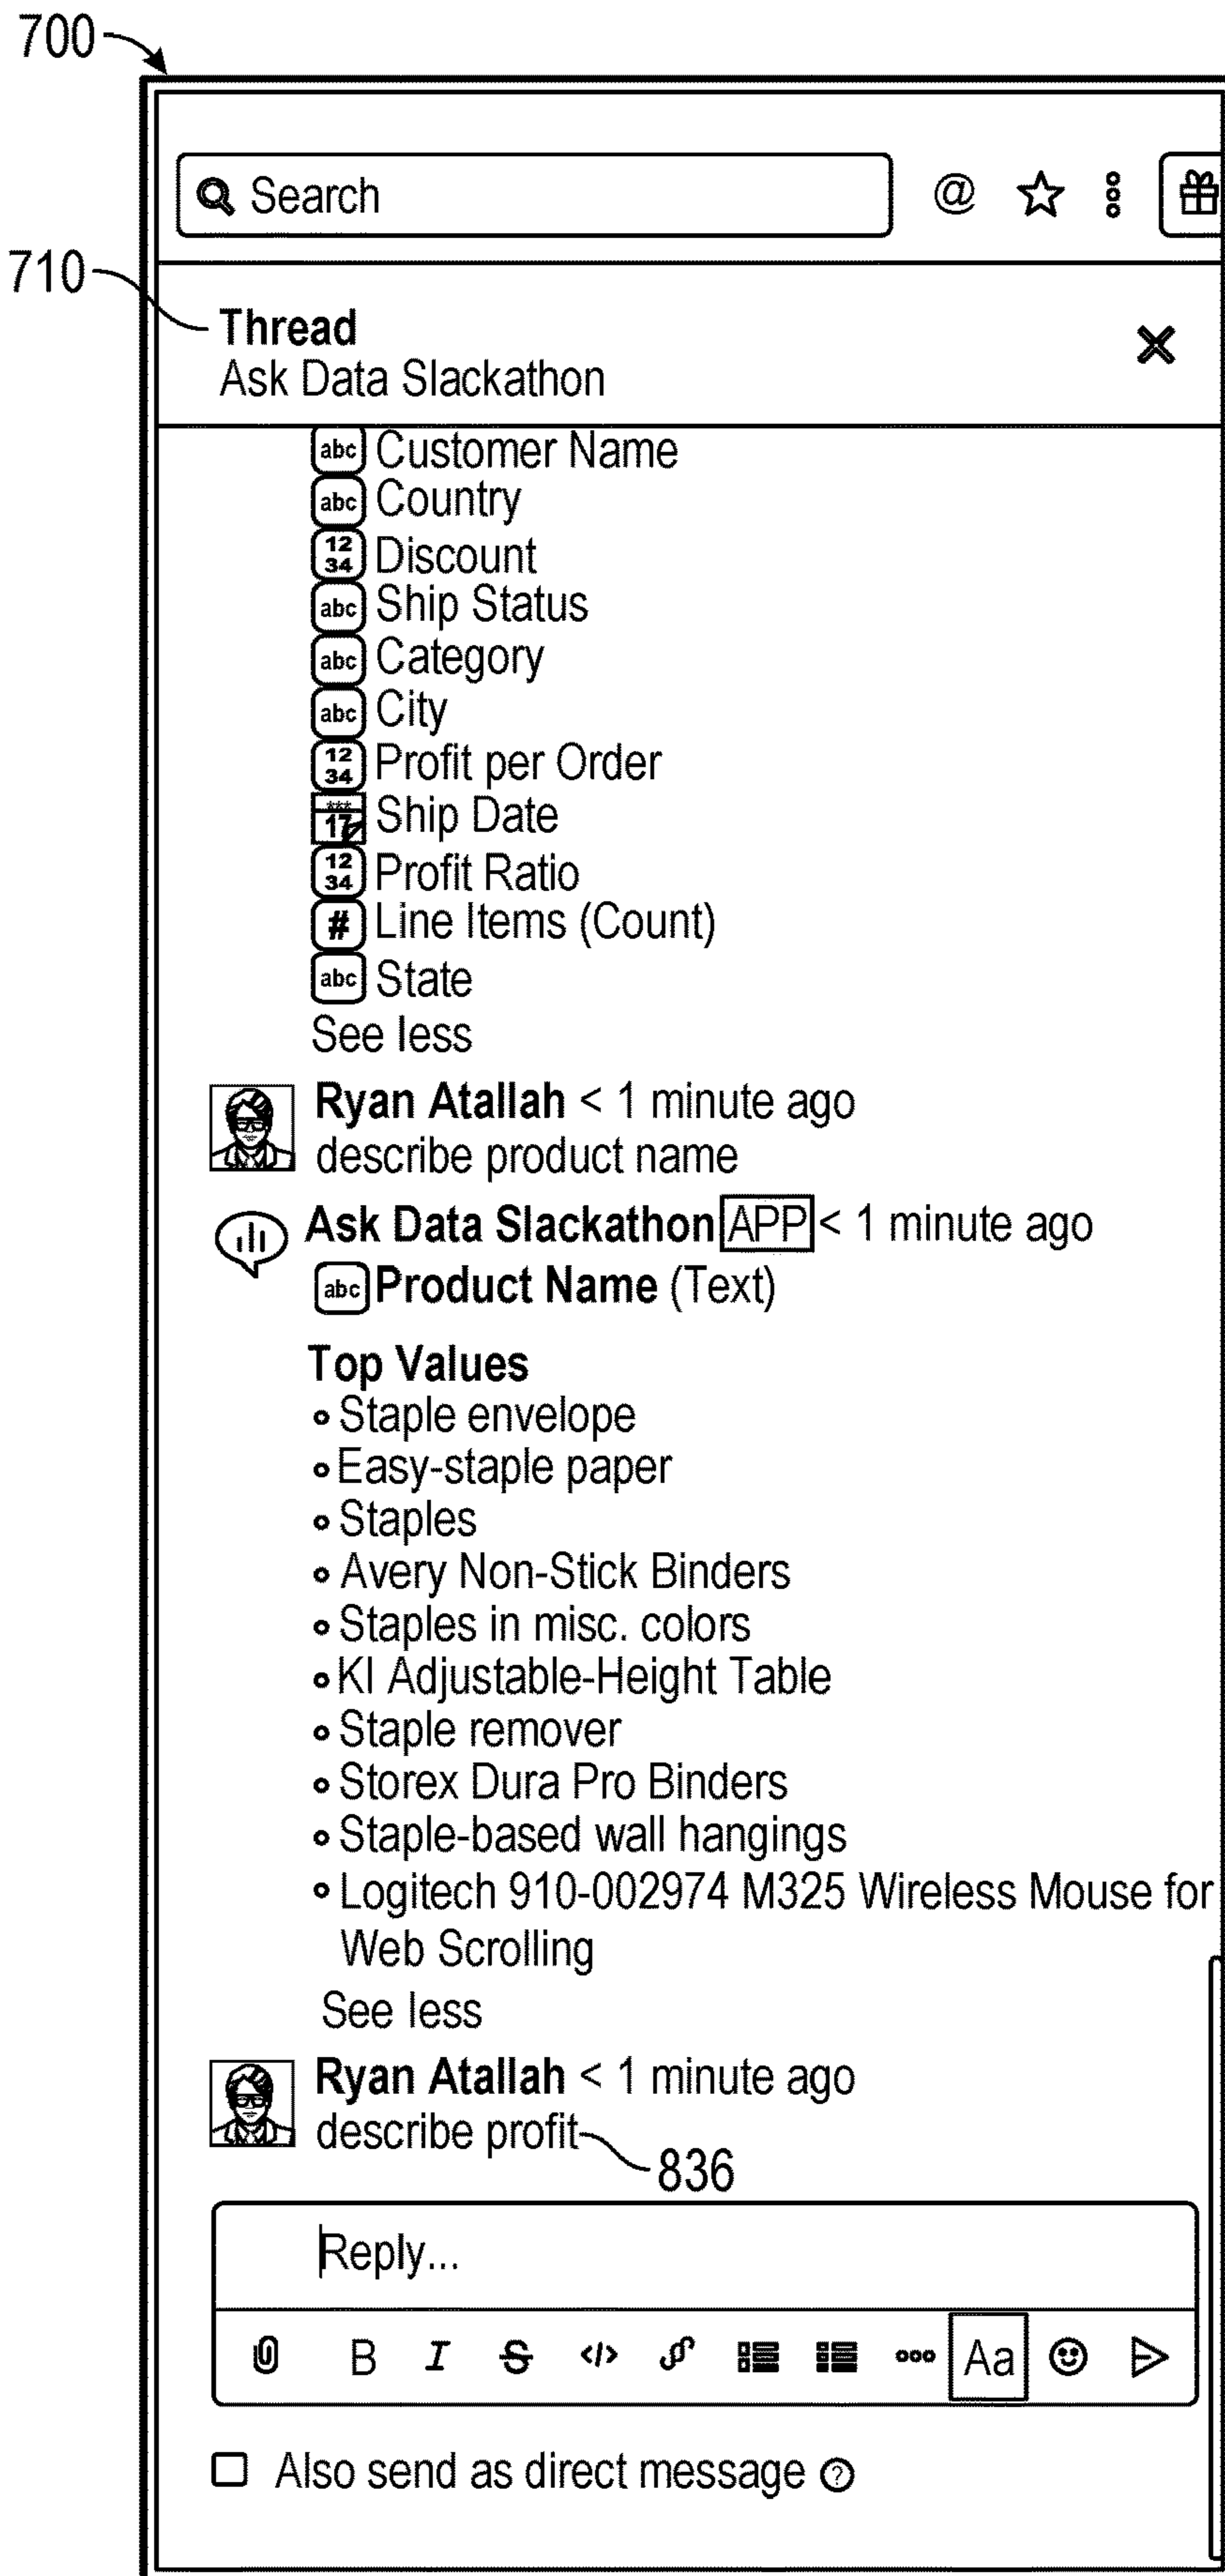 700
Search @
710
Thread
Ask Data Slackathon
abc Customer Name
abc Country
12 34 Discount
abc Ship Status
abc Category
abc City
12 34 Profit per Order
*** 17 Ship Date
12 34 Profit Ratio
# Line Items (Count)
abc State
See less
Ryan Atallah < 1 minute ago
describe product name
Ask Data Slackathon APP < 1 minute ago
abc Product Name (Text)
Top Values
Staple envelope
Easy-staple paper
Staples
Avery Non-Stick Binders
Staples in misc. colors
KI Adjustable-Height Table
Staple remover
Storex Dura Pro Binders
Staple-based wall hangings
Logitech 910-002974 M325 Wireless Mouse for
Web Scrolling
See less
Ryan Atallah < 1 minute ago
describe profit
836
Reply...
B I S </> Aa
Also send as direct message ?